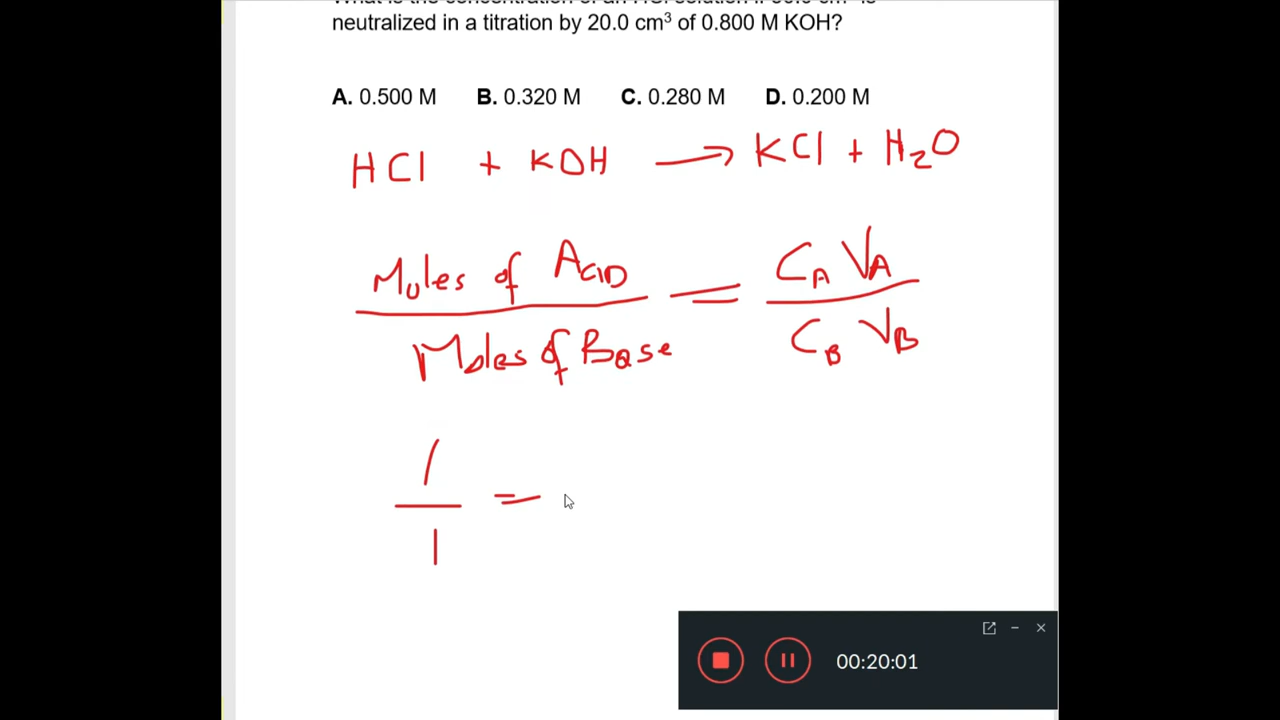 neutralized in a titration by 20.0 cm³ of 0.800 M KOH?
A. 0.500 M B. 0.320 M C. 0.280 M D. 0.200 M
HCl + KOH → KCl + H₂O
Moles of Acid = CA VA
Moles of Base CB VB
1
=
1
00:20:01